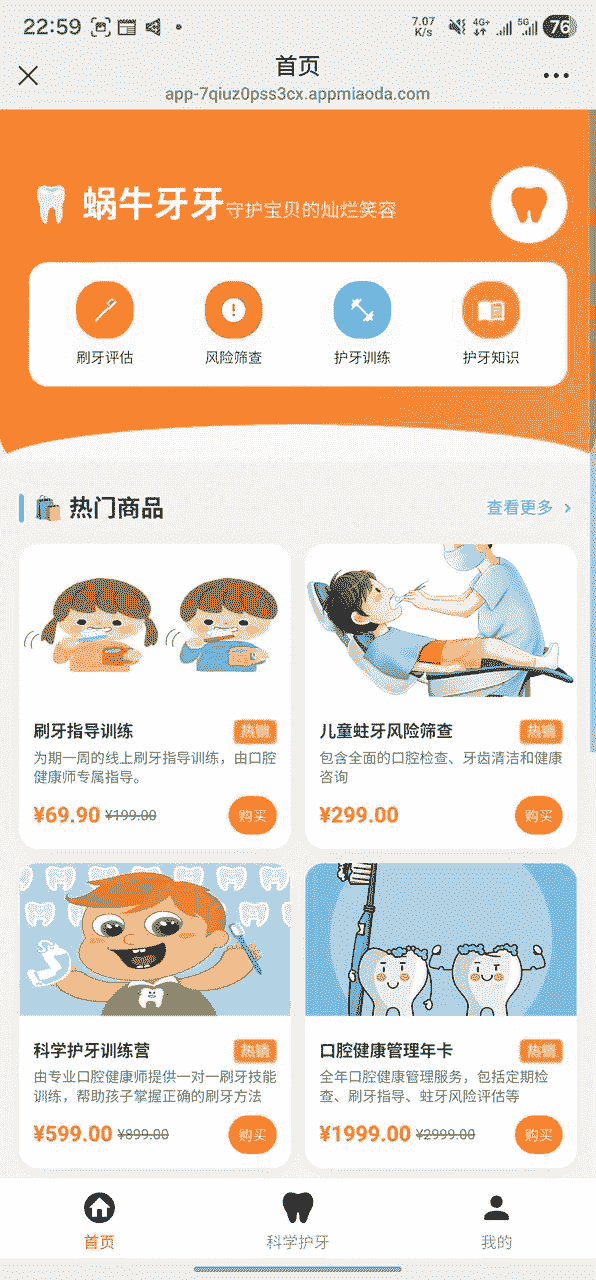 22:59
7.07 K/s
4G+
5G
76
首页
app-7qiuz0pss3cx.appmiaoda.com
蜗牛牙牙 守护宝贝的灿烂笑容
刷牙评估
风险筛查
护牙训练
护牙知识
热门商品
查看更多 >
刷牙指导训练 热销
为期一周的线上刷牙指导训练，由口腔
健康师专属指导。
¥69.90 ¥199.00 购买
儿童蛀牙风险筛查 热销
包含全面的口腔检查、牙齿清洁和健康
咨询
¥299.00 购买
科学护牙训练营 热销
由专业口腔健康师提供一对一刷牙技能
训练，帮助孩子掌握正确的刷牙方法
¥599.00 ¥899.00 购买
口腔健康管理年卡 热销
全年口腔健康管理服务，包括定期检
查、刷牙指导、蛀牙风险评估等
¥1999.00 ¥2999.00 购买
首页
科学护牙
我的